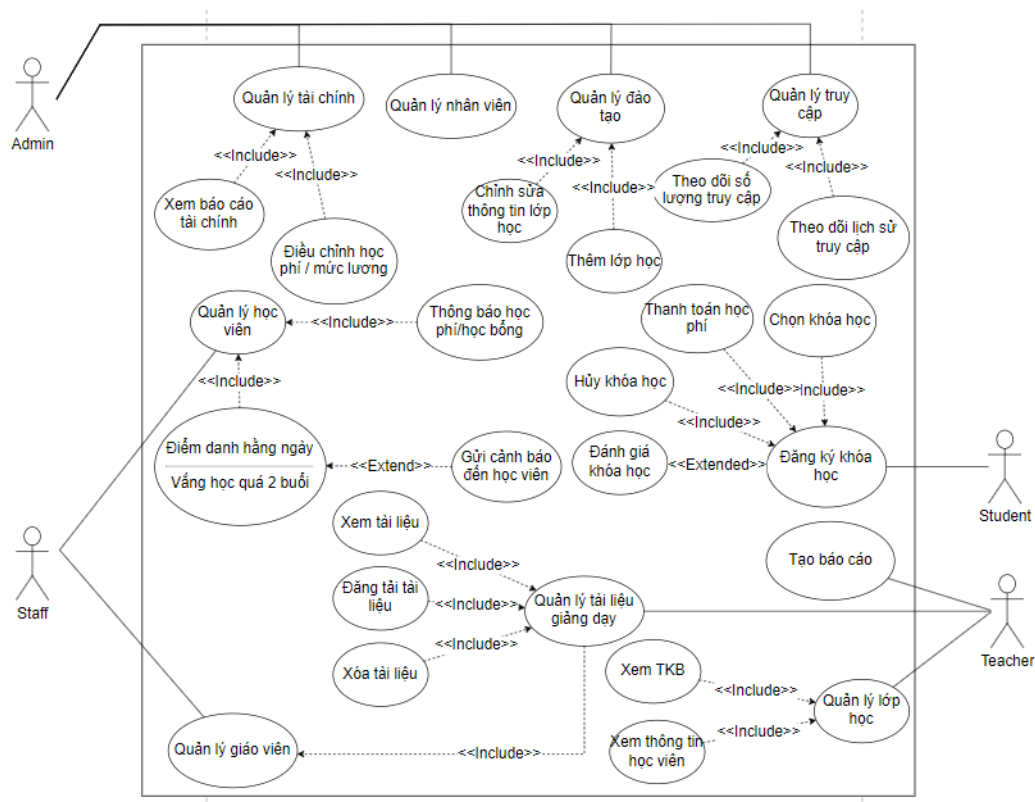 Admin
Quản lý tài chính
Quản lý nhân viên
Quản lý đào
tạo
Quản lý truy
cập
<<Include>>
<<Include>>
<<Include>>
<<Include>>
<<Include>>
<<Include>>
Xem báo cáo
tài chính
Điều chỉnh học
phí / mức lương
Chỉnh sửa
thông tin lớp
học
Thêm lớp học
Theo dõi số
lượng truy cập
Theo dõi lịch sử
truy cập
Quản lý học
viên
<<Include>>
Thông báo học
phí/học bổng
Thanh toán học
phí
Chọn khóa học
<<Include>>
Hủy khóa học
<<Include>>
Include>>
<<Include>>
Điểm danh hằng ngày
Vắng học quá 2 buổi
<<Extend>>
Gửi cảnh báo
đến học viên
Đánh giá
khóa học
<<Extended>>
Đăng ký khóa
học
Student
Xem tài liệu
<<Include>>
Tạo báo cáo
Staff
Đăng tải tài
liệu
<<Include>>
Quản lý tài liệu
giảng dạy
<<Include>>
Xóa tài liệu
Teacher
Xem TKB
<<Include>>
Quản lý lớp
học
<<Include>>
Xem thông tin
học viên
Quản lý giáo viên
<<Include>>